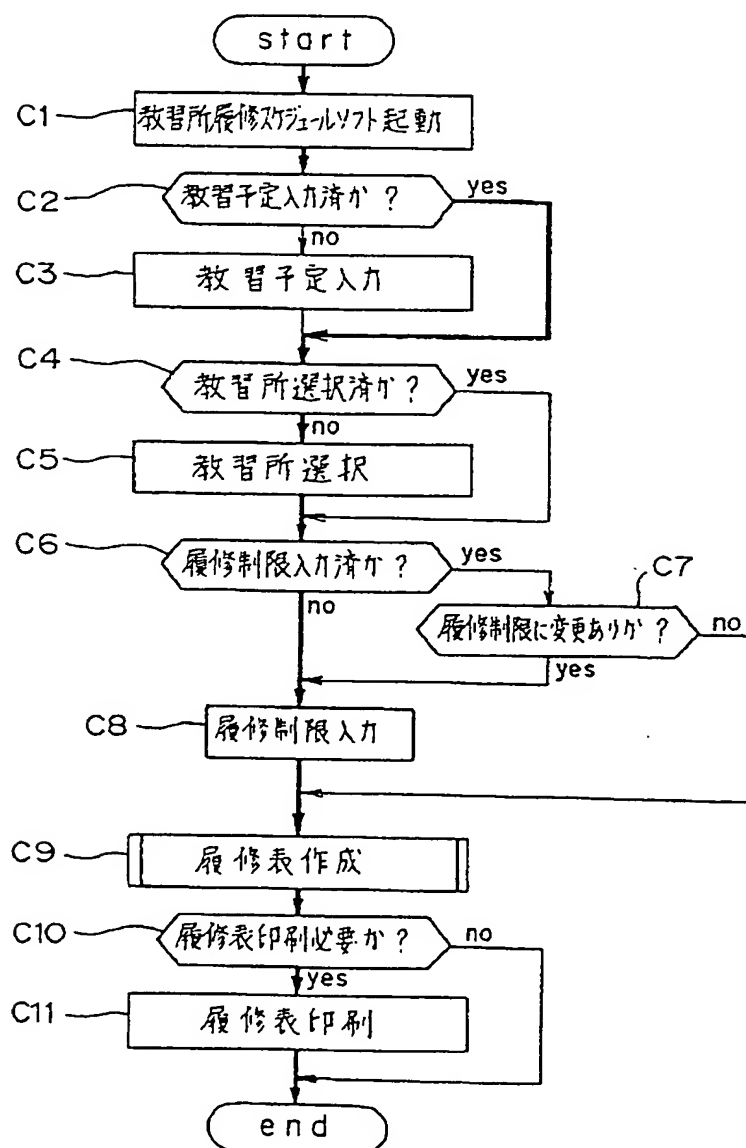 start
C1
教習所履修スケジュールソフト起動
C2
教習予定入力済か?
yes
no
C3
教習予定入力
C4
教習所選択済か?
yes
no
C5
教習所選択
C6
履修制限入力済か?
yes
C7
no
履修制限に変更ありか?
no
yes
C8
履修制限入力
C9
履修表作成
C10
履修表印刷必要か?
no
yes
C11
履修表印刷
end